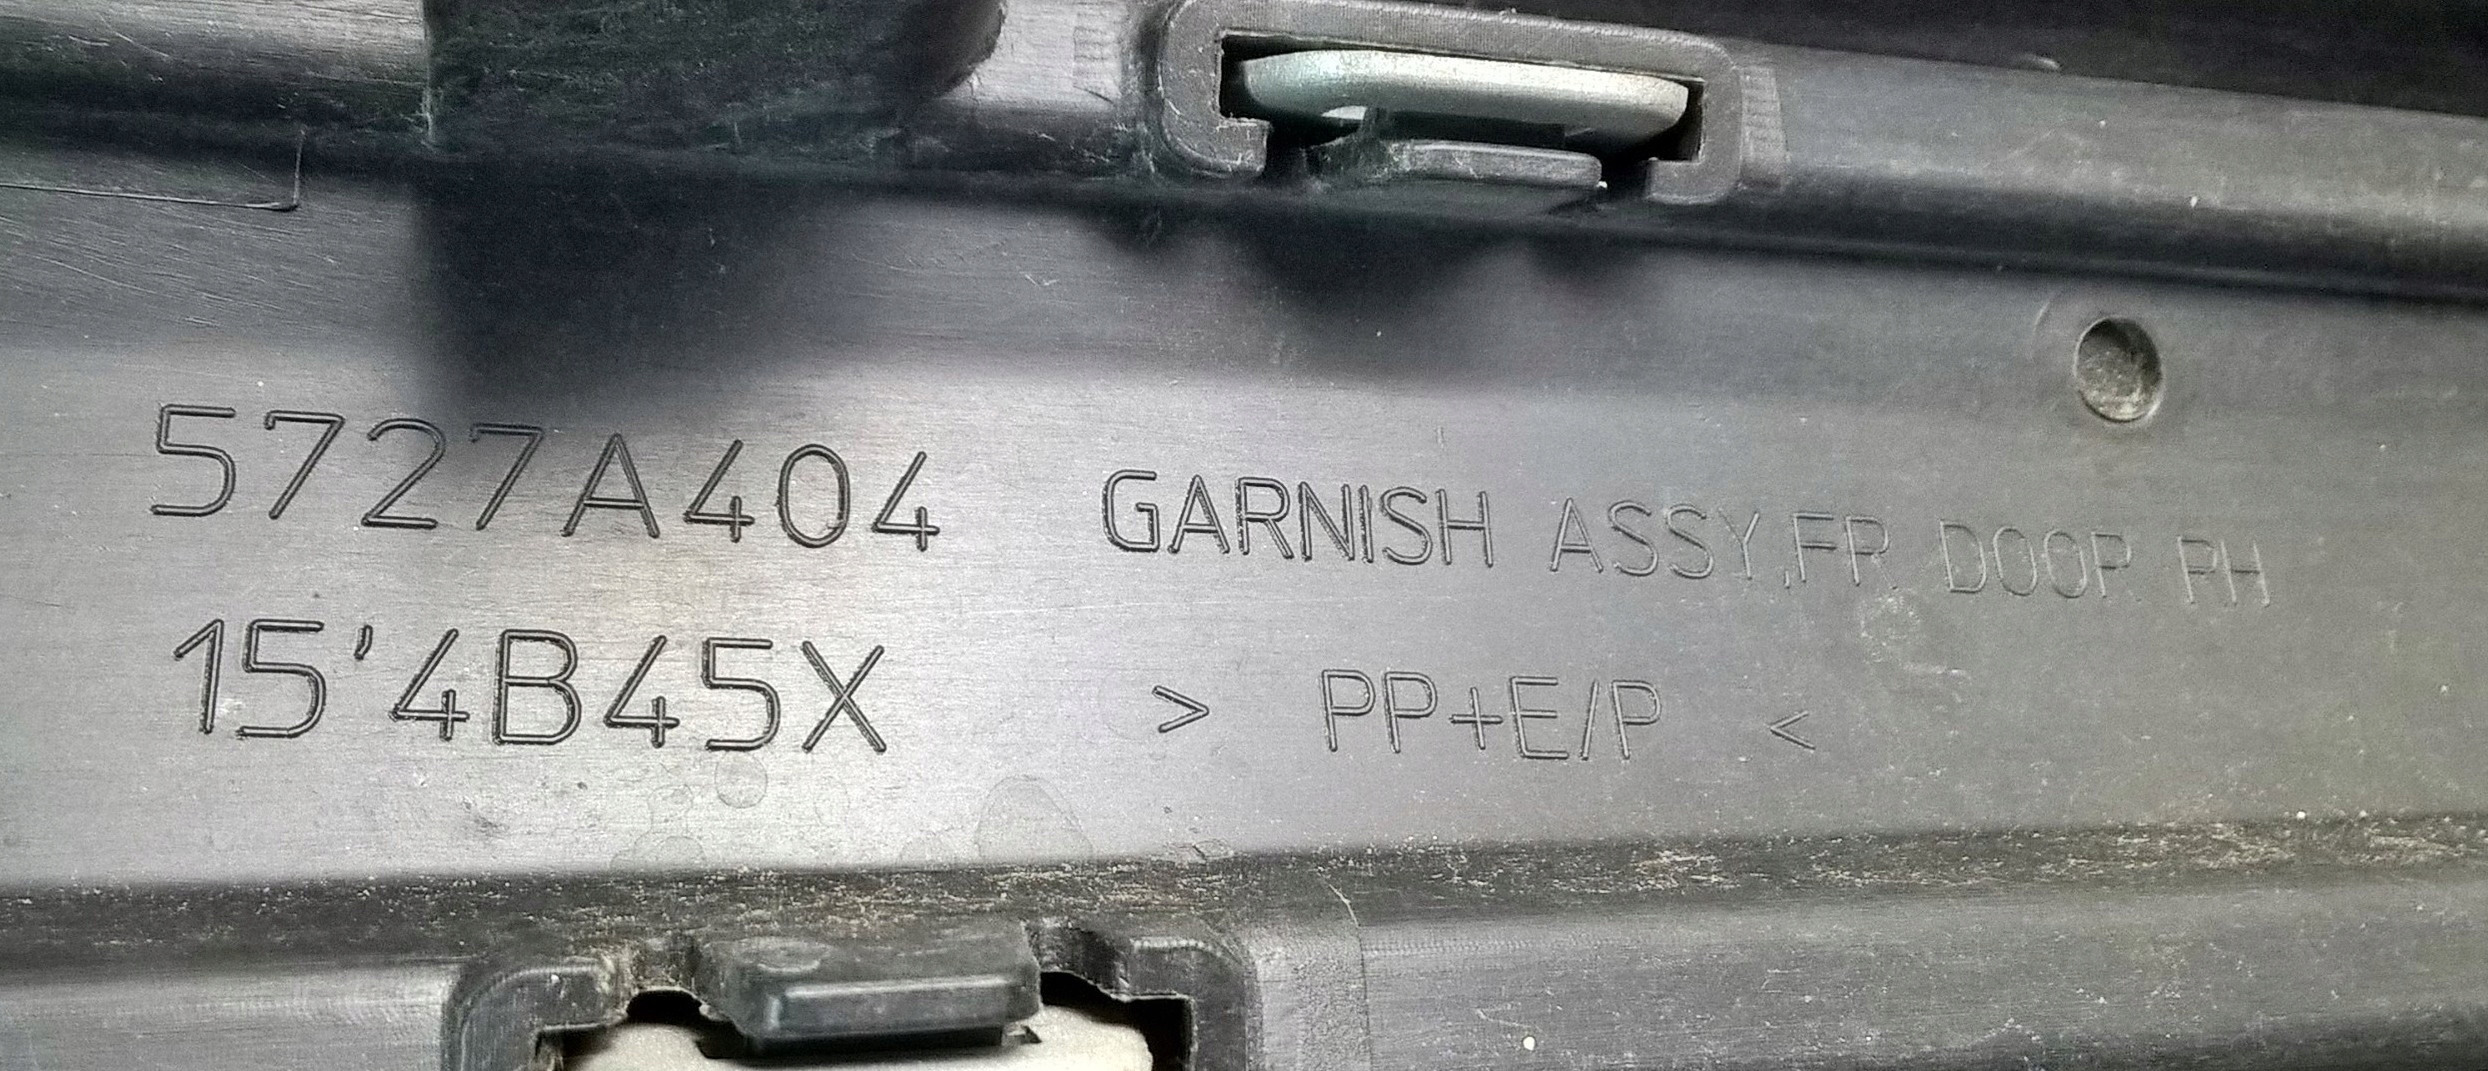 5727A404 GARNISH ASSY,FR DOOR RH
15'4B45X > PP+E/P <